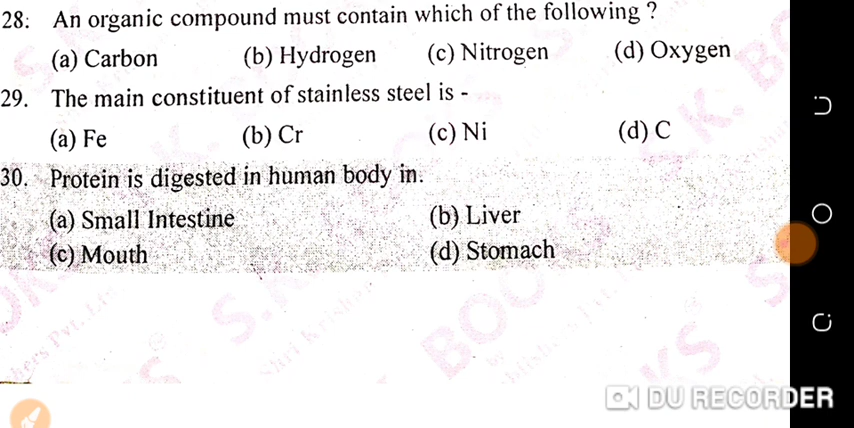 28: An organic compound must contain which of the following ?
(a) Carbon (b) Hydrogen (c) Nitrogen (d) Oxygen
29. The main constituent of stainless steel is -
(a) Fe (b) Cr (c) Ni (d) C
30. Protein is digested in human body in.
(a) Small Intestine (b) Liver
(c) Mouth (d) Stomach
DU RECORDER